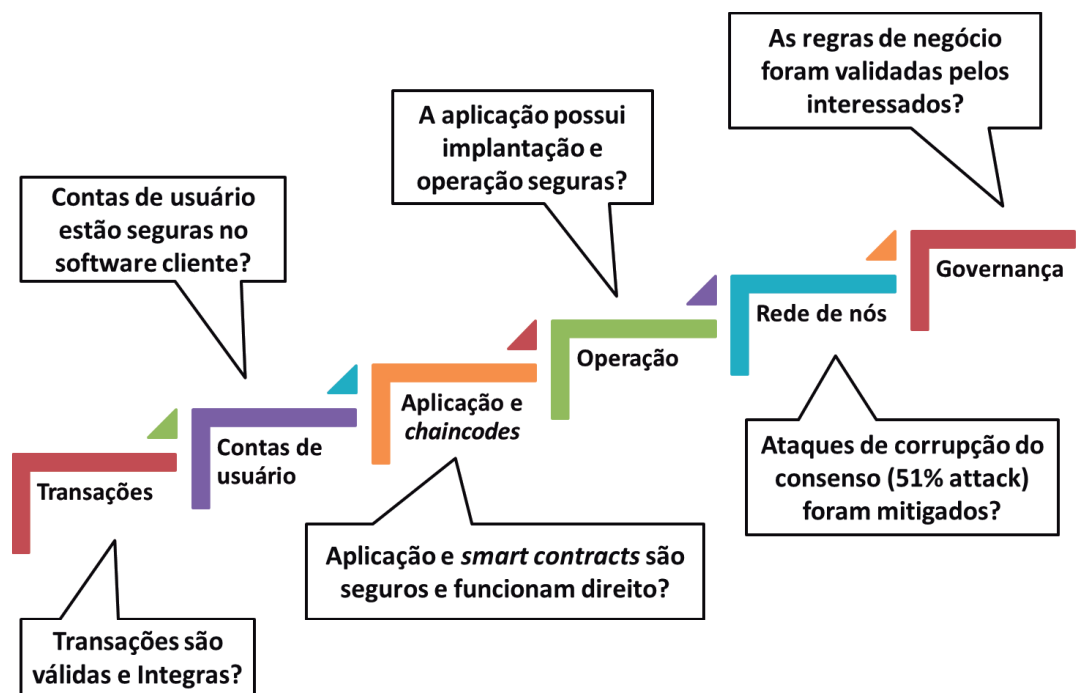 As regras de negócio
foram validadas pelos
interessados?
A aplicação possui
implantação e
operação seguras?
Contas de usuário
estão seguras no
software cliente?
Governança
Rede de nós
Operação
Aplicação e
chaincodes
Contas de
usuário
Transações
Ataques de corrupção do
consenso (51% attack)
foram mitigados?
Aplicação e smart contracts são
seguros e funcionam direito?
Transações são
válidas e Integras?